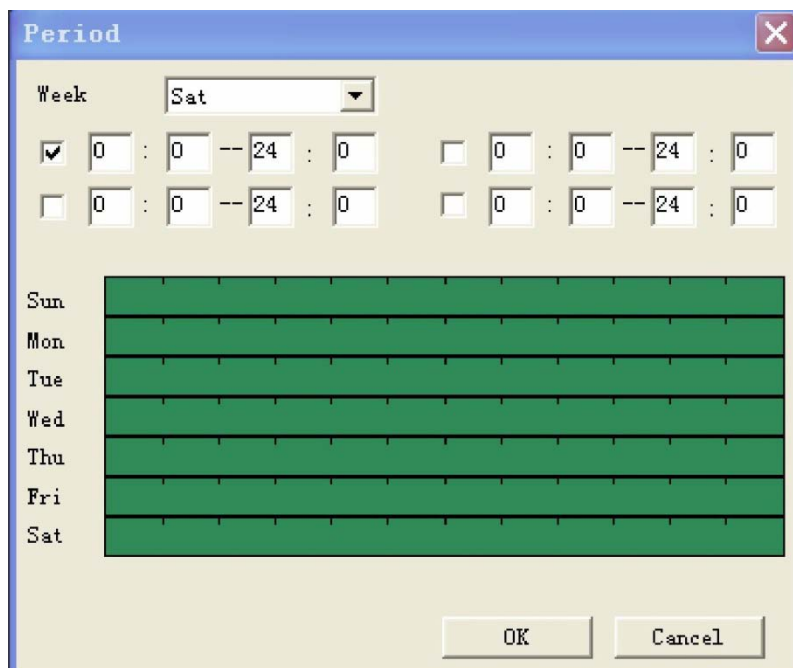 Period
Week Sat
0 : 0 -- 24 : 0 0 : 0 -- 24 : 0
0 : 0 -- 24 : 0 0 : 0 -- 24 : 0
Sun
Mon
Tue
Wed
Thu
Fri
Sat
OK Cancel